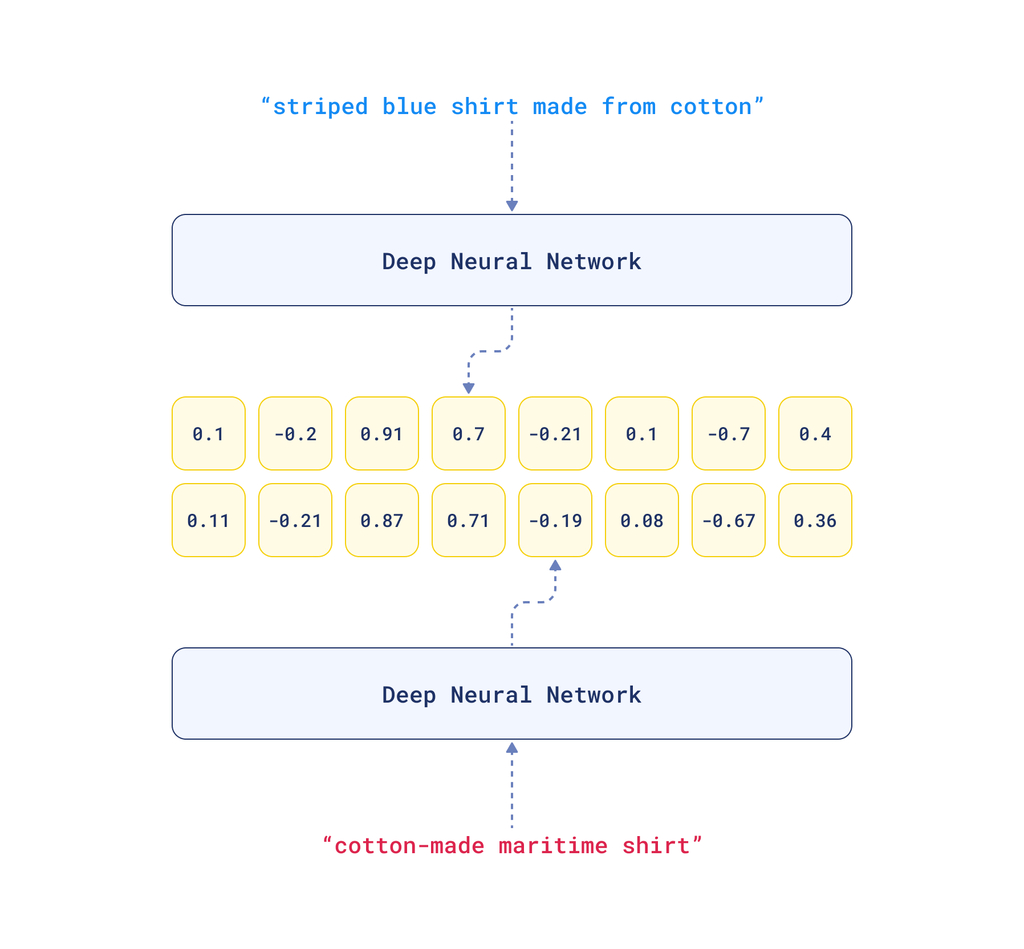 “striped blue shirt made from cotton”
Deep Neural Network
0.1 -0.2 0.91 0.7 -0.21 0.1 -0.7 0.4
0.11 -0.21 0.87 0.71 -0.19 0.08 -0.67 0.36
Deep Neural Network
“cotton-made maritime shirt”